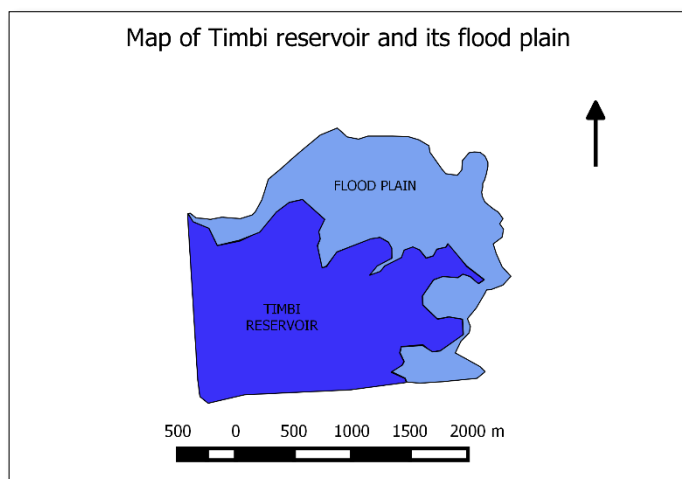 Map of Timbi reservoir and its flood plain
FLOOD PLAIN
TIMBI
RESERVOIR
500 0 500 1000 1500 2000 m